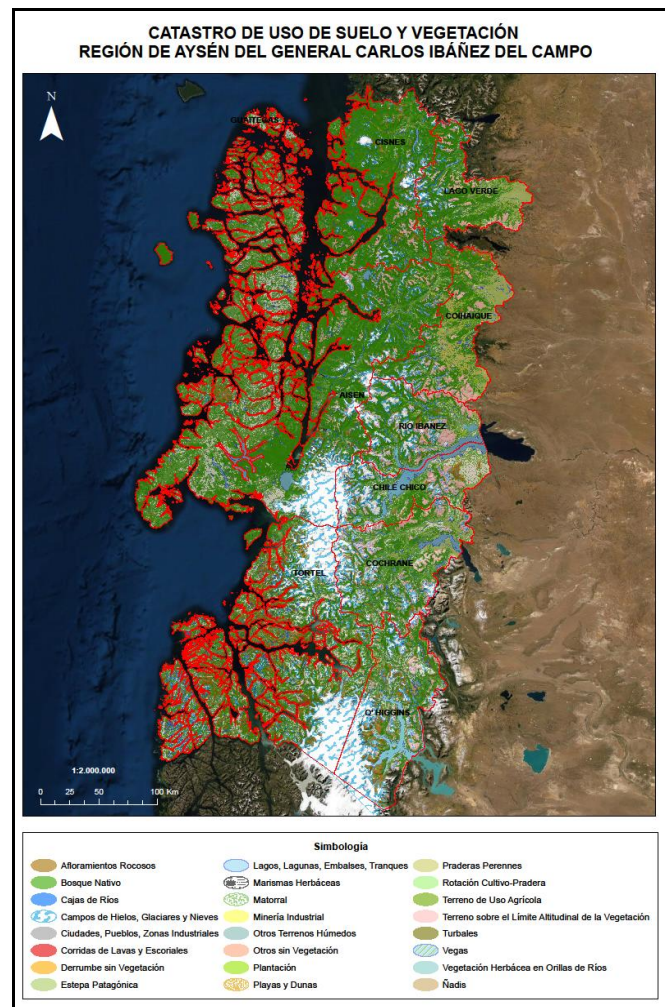 CATASTRO DE USO DE SUELO Y VEGETACIÓN
REGIÓN DE AYSÉN DEL GENERAL CARLOS IBÁÑEZ DEL CAMPO
N
GUAITECAS
CISNES
LAGO VERDE
COIHAIQUE
AISEN
RIO IBAÑEZ
CHILE CHICO
COCHRANE
TORTEL
O'HIGGINS
1:2.000.000
0 25 50 100 Km
Simbología
Afloramientos Rocosos
Bosque Nativo
Cajas de Ríos
Campos de Hielos, Glaciares y Nieves
Ciudades, Pueblos, Zonas Industriales
Corridas de Lavas y Escoriales
Derrumbe sin Vegetación
Estepa Patagónica
Lagos, Lagunas, Embalses, Tranques
Marismas Herbáceas
Matorral
Minería Industrial
Otros Terrenos Húmedos
Otros sin Vegetación
Plantación
Playas y Dunas
Praderas Perennes
Rotación Cultivo-Pradera
Terreno de Uso Agrícola
Terreno sobre el Límite Altitudinal de la Vegetación
Turbales
Vegas
Vegetación Herbácea en Orillas de Ríos
Ñadis